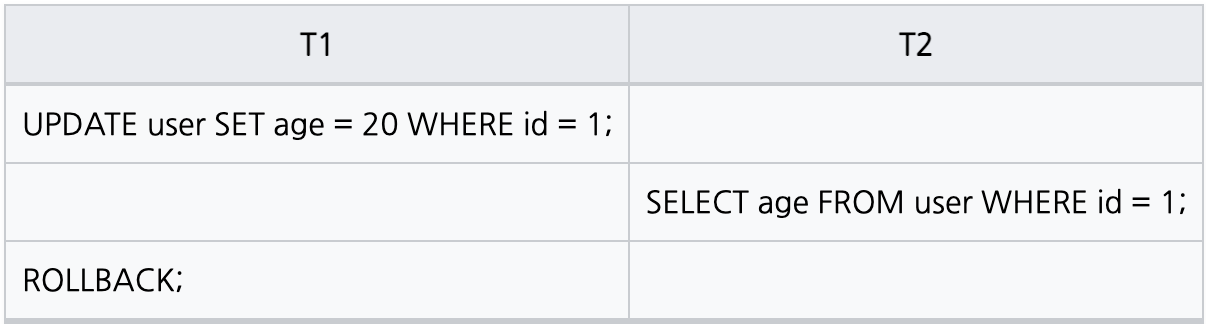 T1 T2
UPDATE user SET age = 20 WHERE id = 1;
SELECT age FROM user WHERE id = 1;
ROLLBACK;